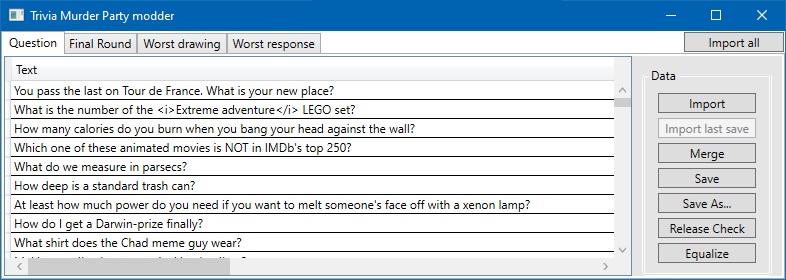 Trivia Murder Party modder
Question Final Round Worst drawing Worst response Import all
Text
You pass the last on Tour de France. What is your new place?
What is the number of the <i>Extreme adventure</i> LEGO set?
How many calories do you burn when you bang your head against the wall?
Which one of these animated movies is NOT in IMDb's top 250?
What do we measure in parsecs?
How deep is a standard trash can?
At least how much power do you need if you want to melt someone's face off with a xenon lamp?
How do I get a Darwin-prize finally?
What shirt does the Chad meme guy wear?
Data
Import
Import last save
Merge
Save
Save As...
Release Check
Equalize